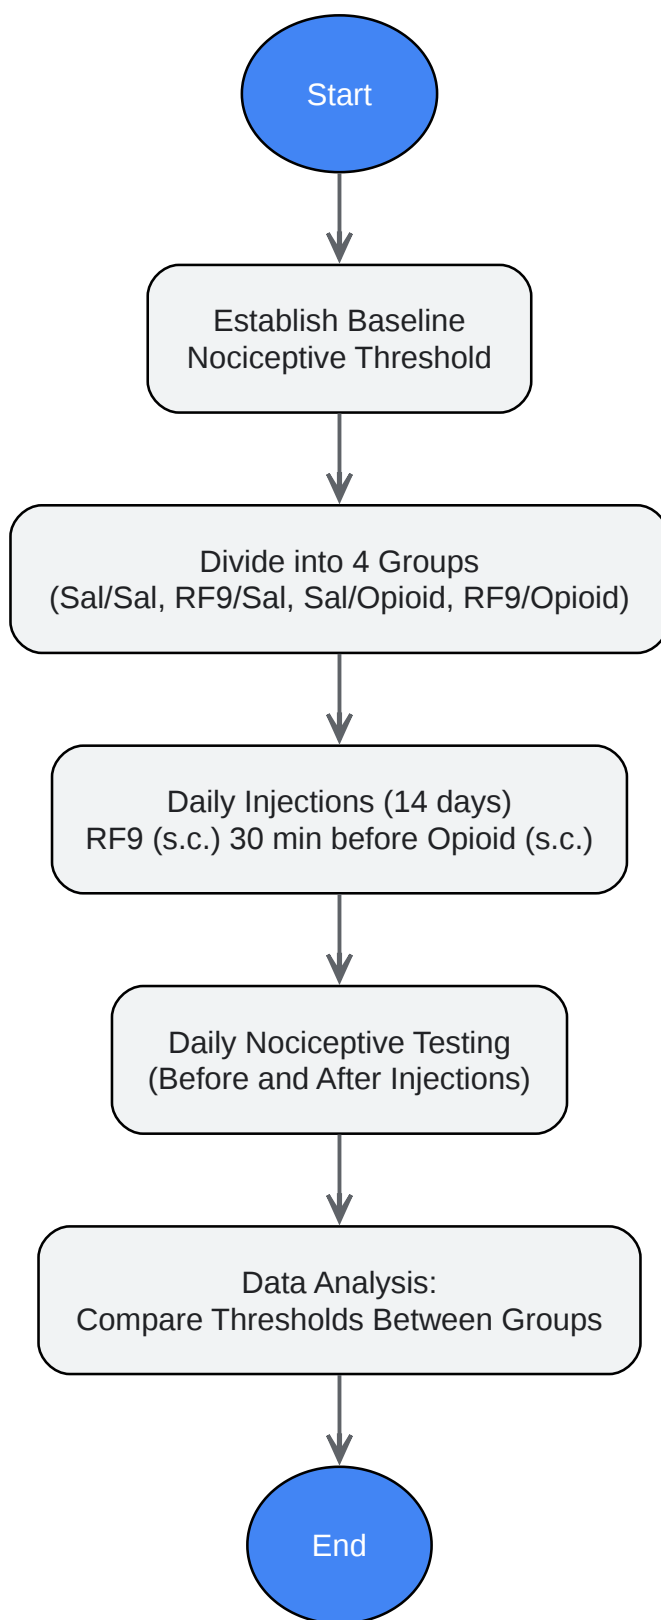 Start
Establish Baseline
Nociceptive Threshold
Divide into 4 Groups
(Sal/Sal, RF9/Sal, Sal/Opioid, RF9/Opioid)
Daily Injections (14 days)
RF9 (s.c.) 30 min before Opioid (s.c.)
Daily Nociceptive Testing
(Before and After Injections)
Data Analysis:
Compare Thresholds Between Groups
End